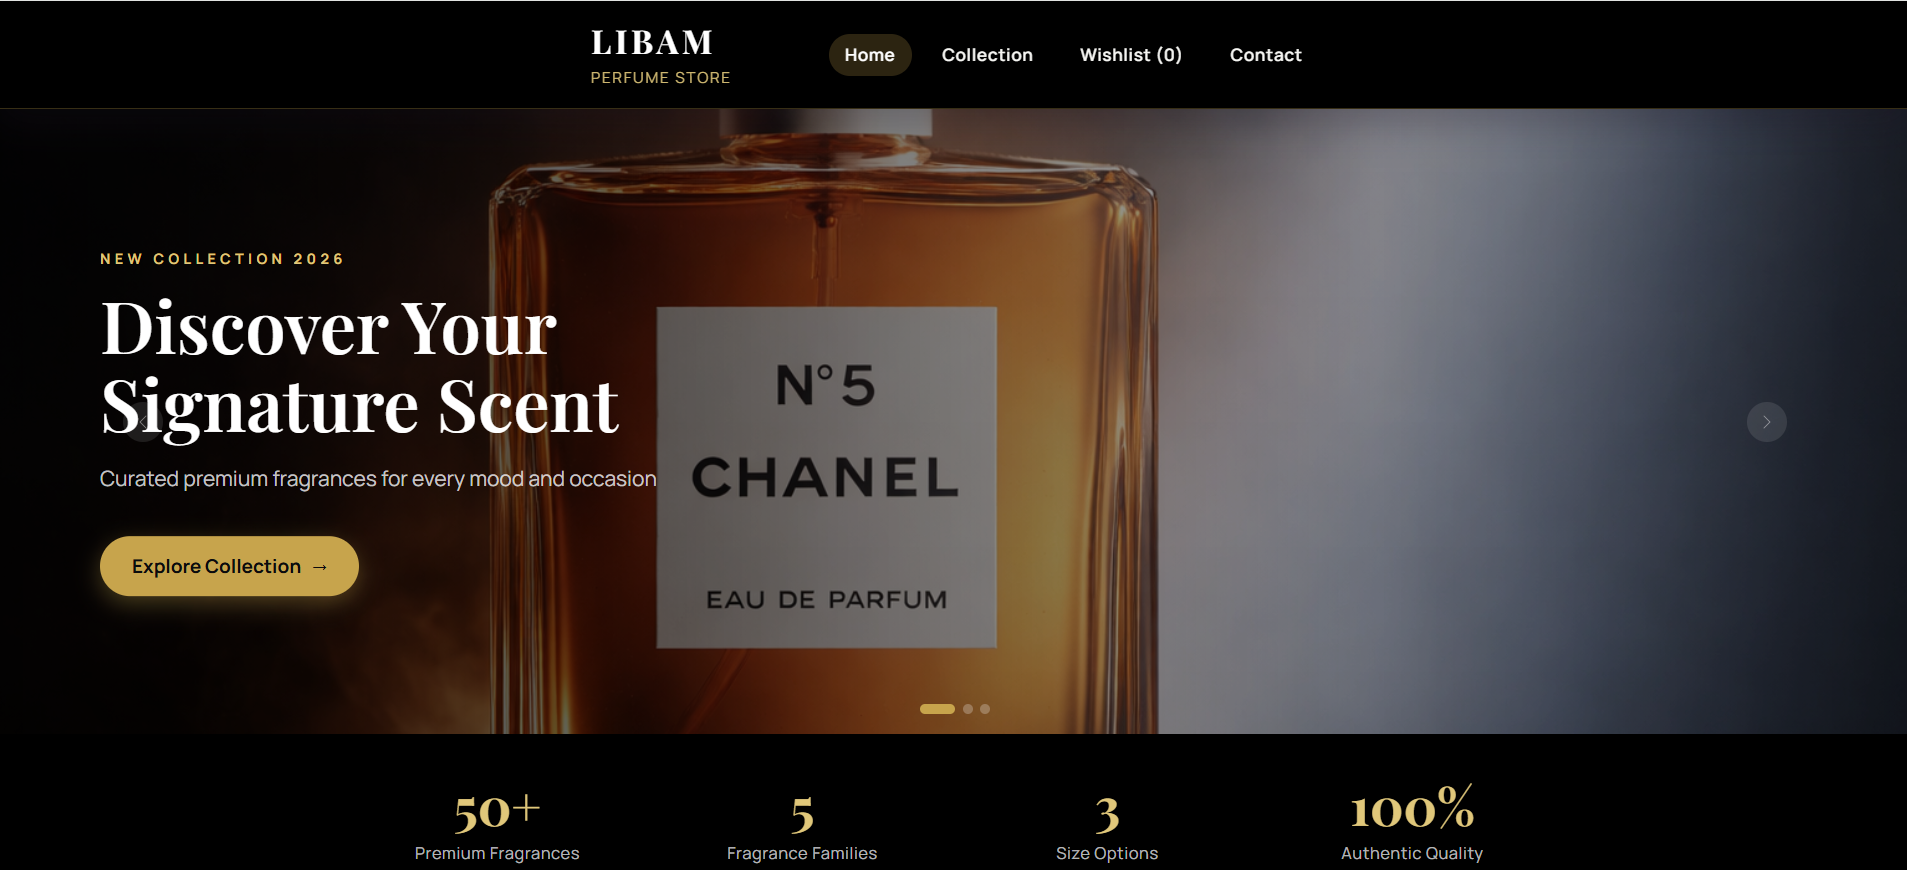 LIBAM
PERFUME STORE
Home
Collection
Wishlist (0)
Contact
NEW COLLECTION 2026
Discover Your
Signature Scent
Curated premium fragrances for every mood and occasion
Explore Collection →
N°5
CHANEL
EAU DE PARFUM
50+
Premium Fragrances
5
Fragrance Families
3
Size Options
100%
Authentic Quality